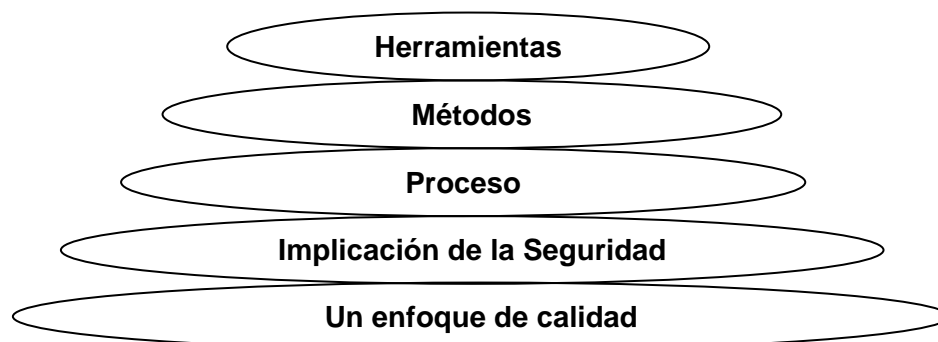 Herramientas
Métodos
Proceso
Implicación de la Seguridad
Un enfoque de calidad